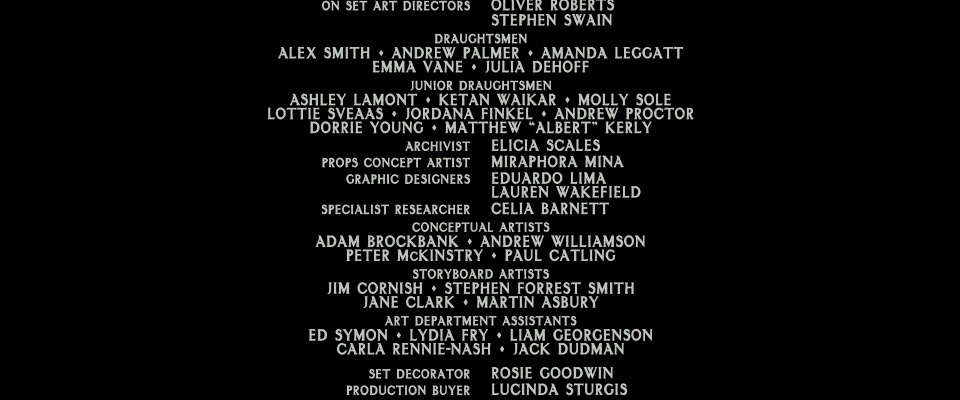 ON SET ART DIRECTORS OLIVER ROBERTS
STEPHEN SWAIN
DRAUGHTSMEN
ALEX SMITH • ANDREW PALMER • AMANDA LEGGATT
EMMA VANE • JULIA DEHOFF
JUNIOR DRAUGHTSMEN
ASHLEY LAMONT • KETAN WAIKAR • MOLLY SOLE
LOTTIE SVEAAS • JORDANA FINKEL • ANDREW PROCTOR
DORRIE YOUNG • MATTHEW “ALBERT” KERLY
ARCHIVIST ELICIA SCALES
PROPS CONCEPT ARTIST MIRAPHORA MINA
GRAPHIC DESIGNERS EDUARDO LIMA
LAUREN WAKEFIELD
SPECIALIST RESEARCHER CELIA BARNETT
CONCEPTUAL ARTISTS
ADAM BROCKBANK • ANDREW WILLIAMSON
PETER McKINSTRY • PAUL CATLING
STORYBOARD ARTISTS
JIM CORNISH • STEPHEN FORREST SMITH
JANE CLARK • MARTIN ASBURY
ART DEPARTMENT ASSISTANTS
ED SYMON • LYDIA FRY • LIAM GEORGENSON
CARLA RENNIE-NASH • JACK DUDMAN
SET DECORATOR ROSIE GOODWIN
PRODUCTION BUYER LUCINDA STURGIS